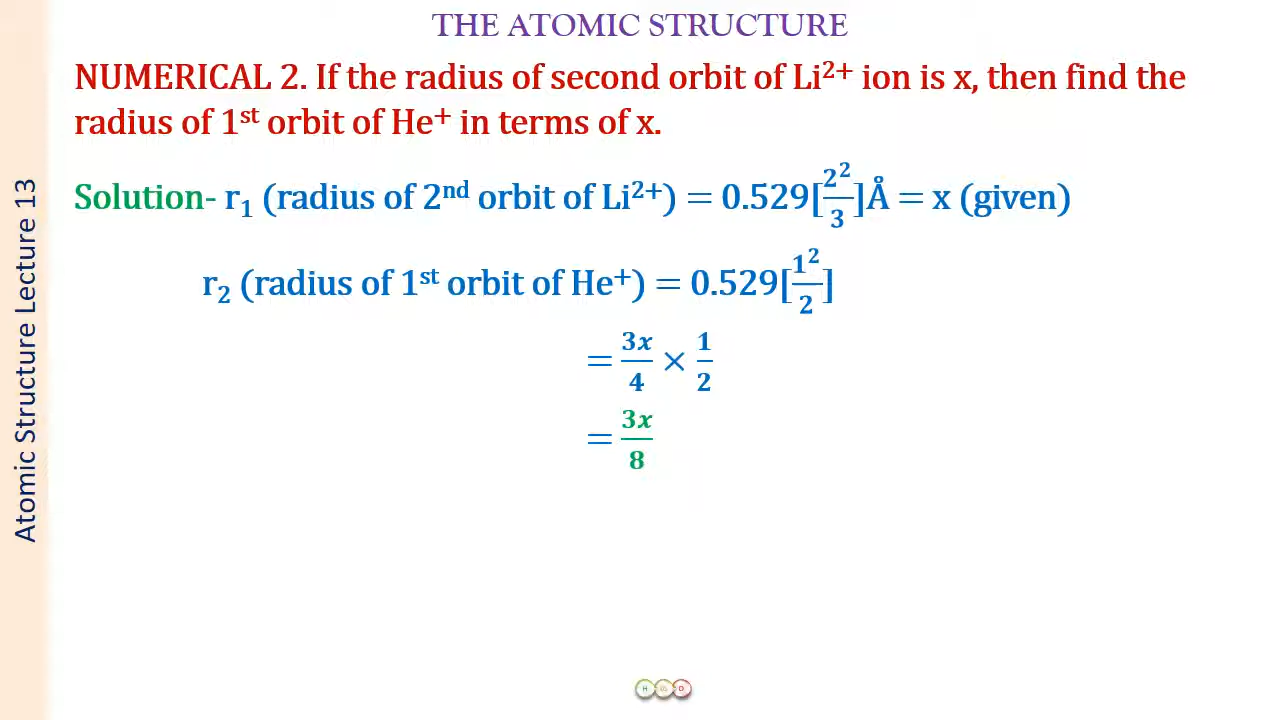 THE ATOMIC STRUCTURE
NUMERICAL 2. If the radius of second orbit of Li²⁺ ion is x, then find the
radius of 1ˢᵗ orbit of He⁺ in terms of x.
Solution- r₁ (radius of 2ⁿᵈ orbit of Li²⁺) = 0.529[2²/3]Å = x (given)
r₂ (radius of 1ˢᵗ orbit of He⁺) = 0.529[1²/2]
= 3x/4 × 1/2
= 3x/8
Atomic Structure Lecture 13